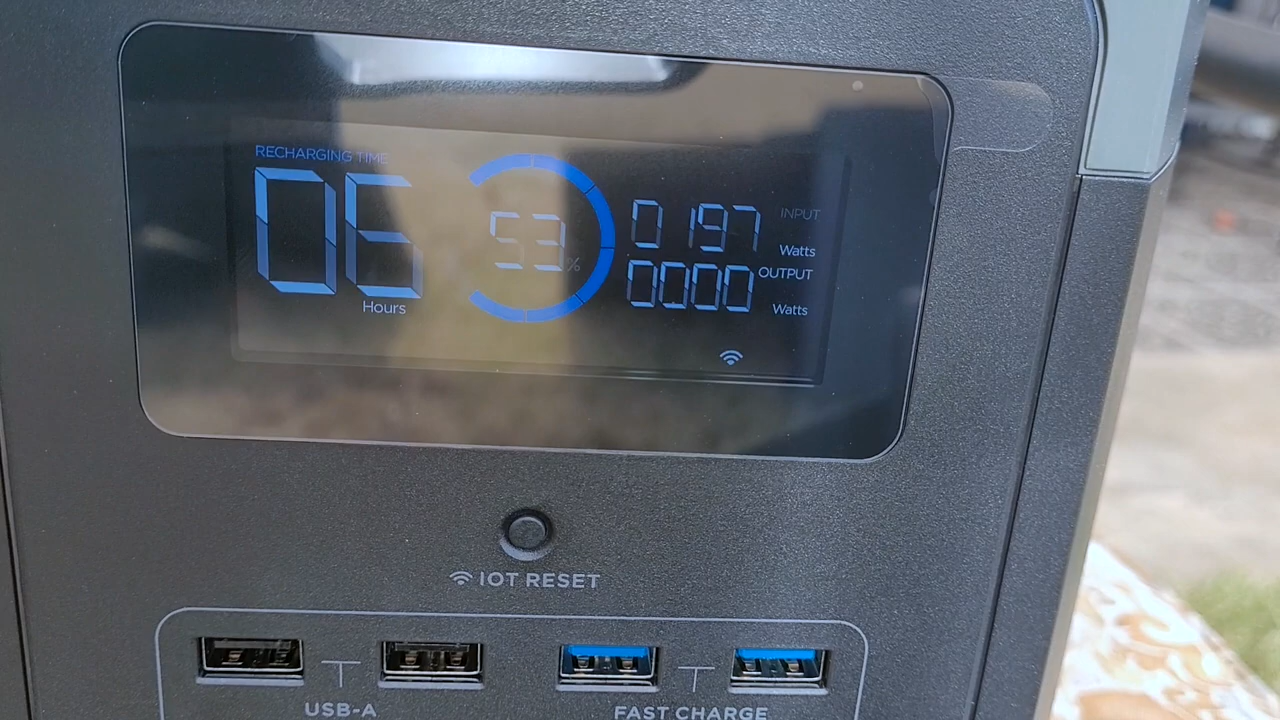 RECHARGING TIME
06
Hours
53%
0197 INPUT
Watts
0000 OUTPUT
Watts
IOT RESET
USB-A
FAST CHARGE